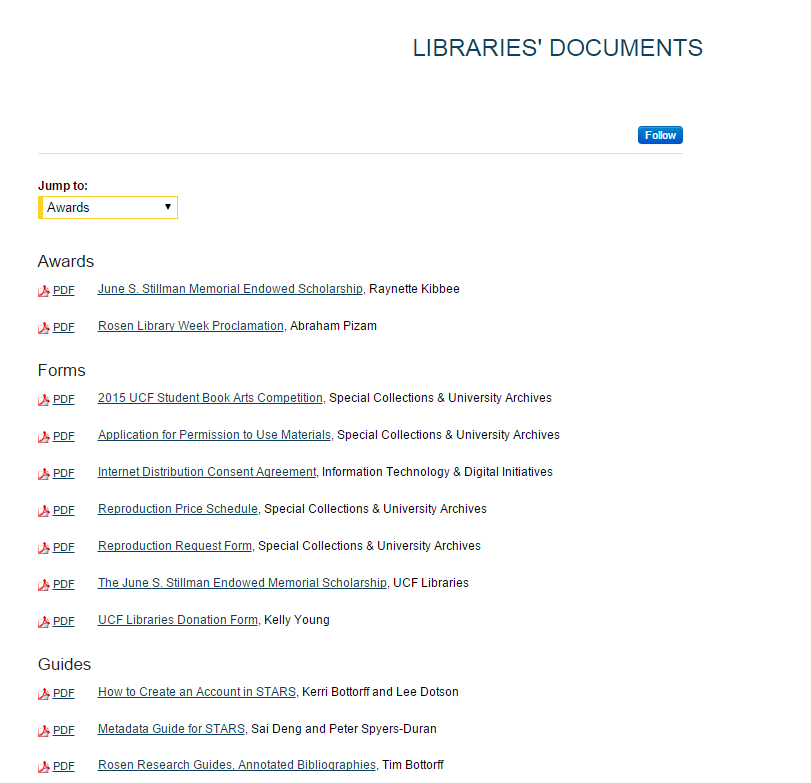 LIBRARIES' DOCUMENTS
Follow
Jump to:
Awards
Awards
PDF June S. Stillman Memorial Endowed Scholarship, Raynette Kibbee
PDF Rosen Library Week Proclamation, Abraham Pizam
Forms
PDF 2015 UCF Student Book Arts Competition, Special Collections & University Archives
PDF Application for Permission to Use Materials, Special Collections & University Archives
PDF Internet Distribution Consent Agreement, Information Technology & Digital Initiatives
PDF Reproduction Price Schedule, Special Collections & University Archives
PDF Reproduction Request Form, Special Collections & University Archives
PDF The June S. Stillman Endowed Memorial Scholarship, UCF Libraries
PDF UCF Libraries Donation Form, Kelly Young
Guides
PDF How to Create an Account in STARS, Kerri Bottorff and Lee Dotson
PDF Metadata Guide for STARS, Sai Deng and Peter Spyers-Duran
PDF Rosen Research Guides. Annotated Bibliographies, Tim Bottorff